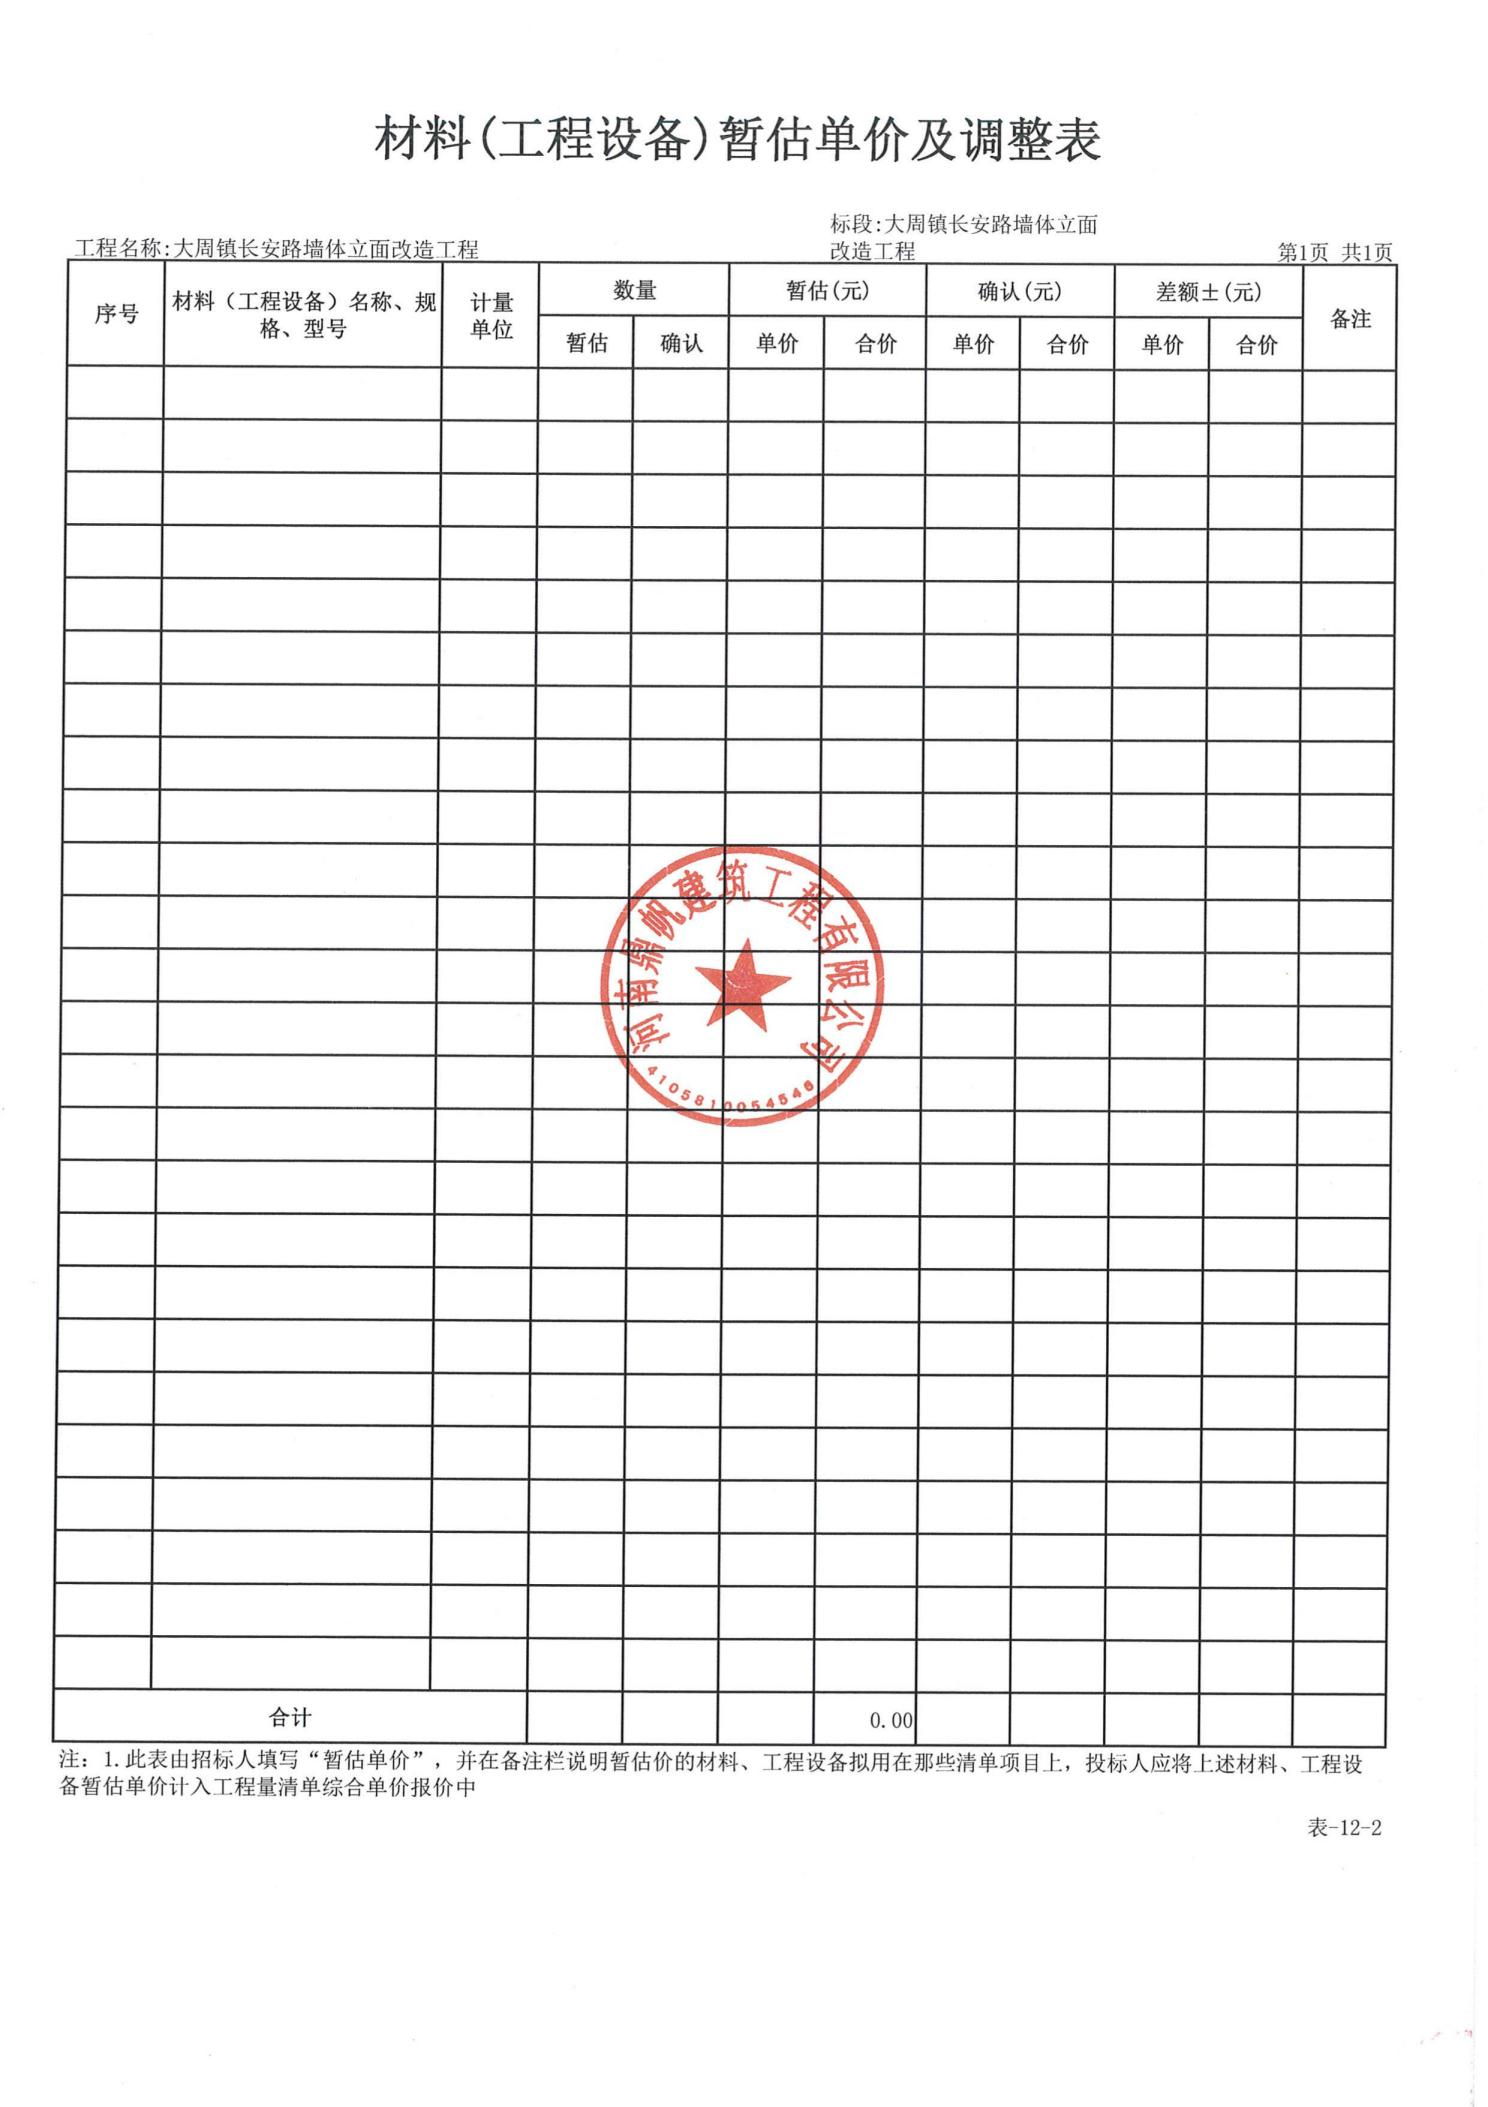 材料(工程设备)暂估单价及调整表
标段:大周镇长安路墙体立面
工程名称:大周镇长安路墙体立面改造工程 改造工程 第1页 共1页
序号 材料（工程设备）名称、规 计量 数量 暂估(元) 确认(元) 差额±(元) 备注
格、型号 单位 暂估 确认 单价 合价 单价 合价 单价 合价
河南鼎帆建筑工程有限公司
4105810054546
合计 0.00
注：1.此表由招标人填写“暂估单价”，并在备注栏说明暂估价的材料、工程设备拟用在那些清单项目上，投标人应将上述材料、工程设
备暂估单价计入工程量清单综合单价报价中
表-12-2